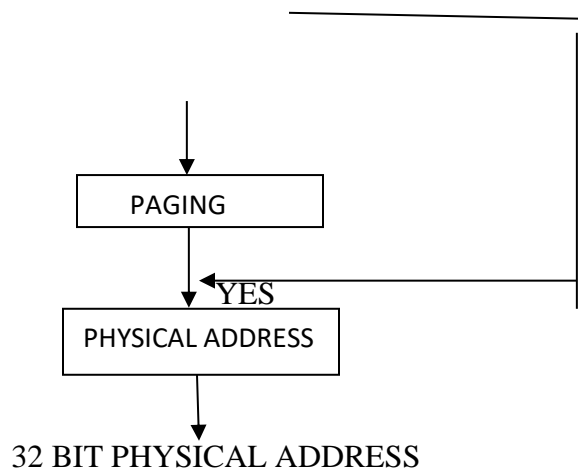 PAGING
YES
PHYSICAL ADDRESS
32 BIT PHYSICAL ADDRESS